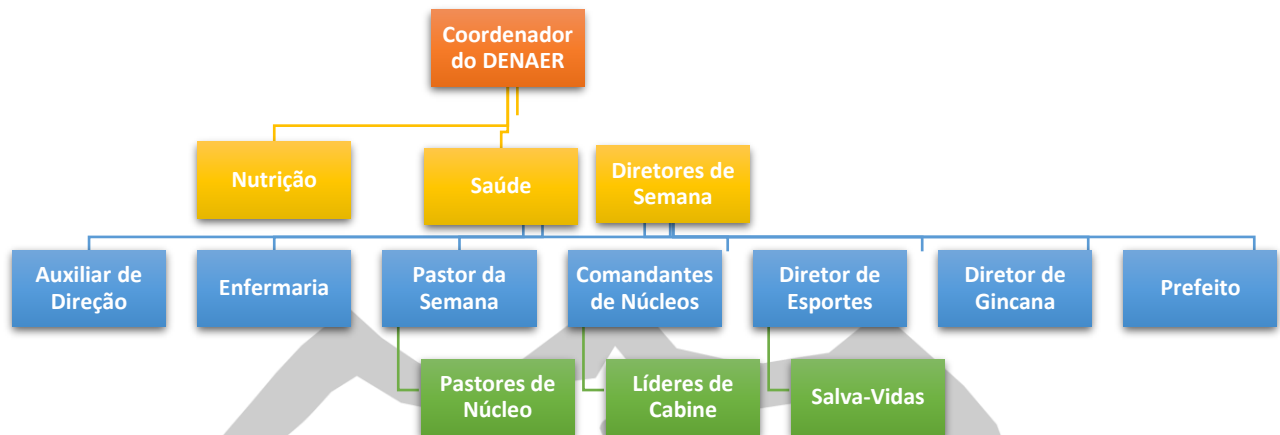 Coordenador
do DENAER
Nutrição
Saúde
Diretores de
Semana
Auxiliar de
Direção
Enfermaria
Pastor da
Semana
Comandantes
de Núcleos
Diretor de
Esportes
Diretor de
Gincana
Prefeito
Pastores de
Núcleo
Líderes de
Cabine
Salva-Vidas